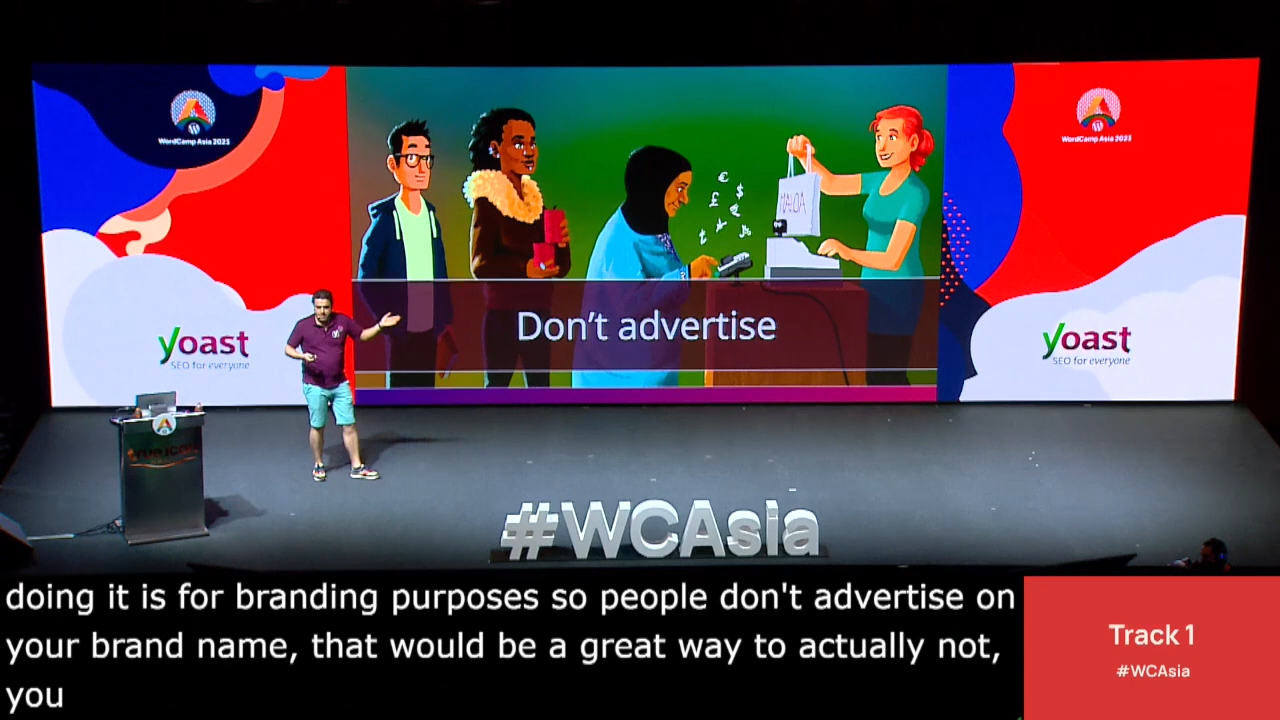 WordCamp Asia 2023
WordCamp Asia 2023
Don't advertise
yoast
SEO for everyone
yoast
SEO for everyone
#WCAsia
doing it is for branding purposes so people don't advertise on
your brand name, that would be a great way to actually not,
you
Track 1
#WCAsia